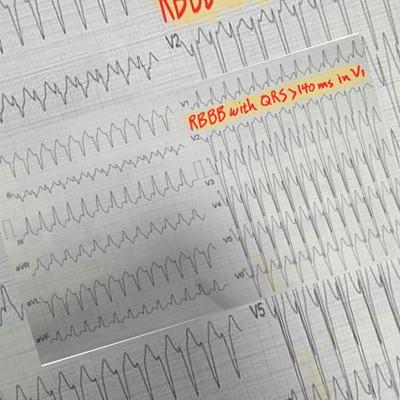 RBBB
V2
V1
RBBB with QRS > 140 ms in V1
V2
II
V3
III
V4
aVR
V5
aVL
V6
V5
aVF